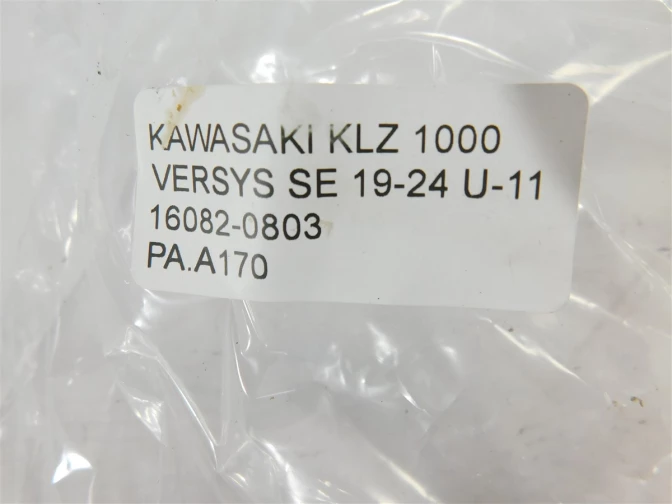 KAWASAKI KLZ 1000
VERSYS SE 19-24 U-11
16082-0803
PA.A170